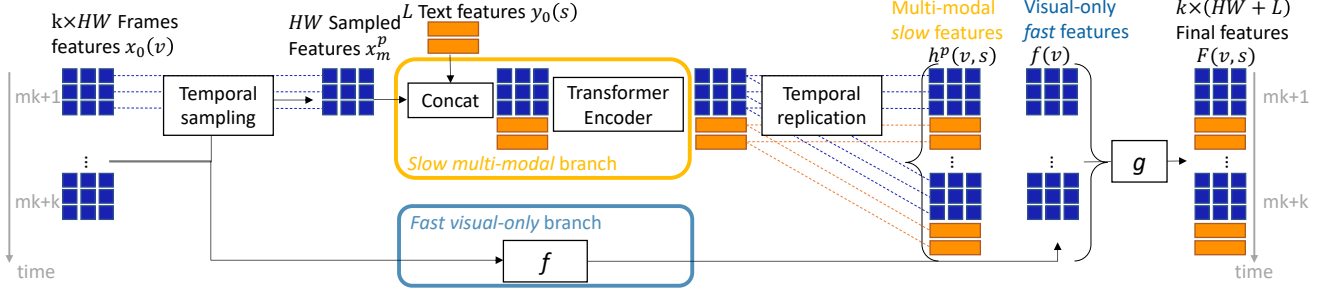 k×HW Frames
features x₀(v)
HW Sampled
Features xₘᵖ
L Text features y₀(s)
Multi-modal
slow features
hᵖ(v, s)
Visual-only
fast features
f(v)
k×(HW + L)
Final features
F(v, s)
mk+1
Temporal
sampling
Concat
Transformer
Encoder
Temporal
replication
mk+1
...
Slow multi-modal branch
...
...
...
g
mk+k
mk+k
Fast visual-only branch
f
time
time